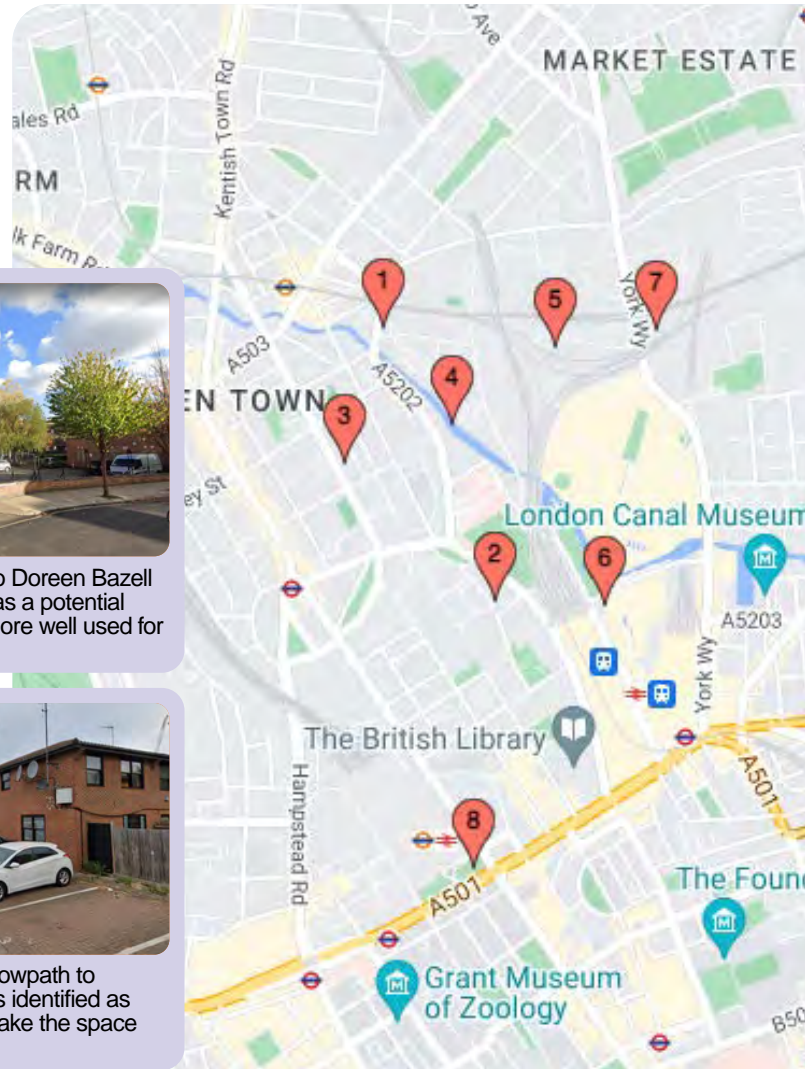 MARKET ESTATE
o Ave
ales Rd
Kentish Town Rd
RM
lk Farm Rd
1
5
7
York Wy
A503
A5202
4
EN TOWN
3
ey St
London Canal Museum
2
6
A5203
York Wy
The British Library
Hampstead Rd
8
A501
A501
The Foun
Grant Museum
of Zoology
B50
o Doreen Bazell
as a potential
ore well used for
owpath to
s identified as
ake the space